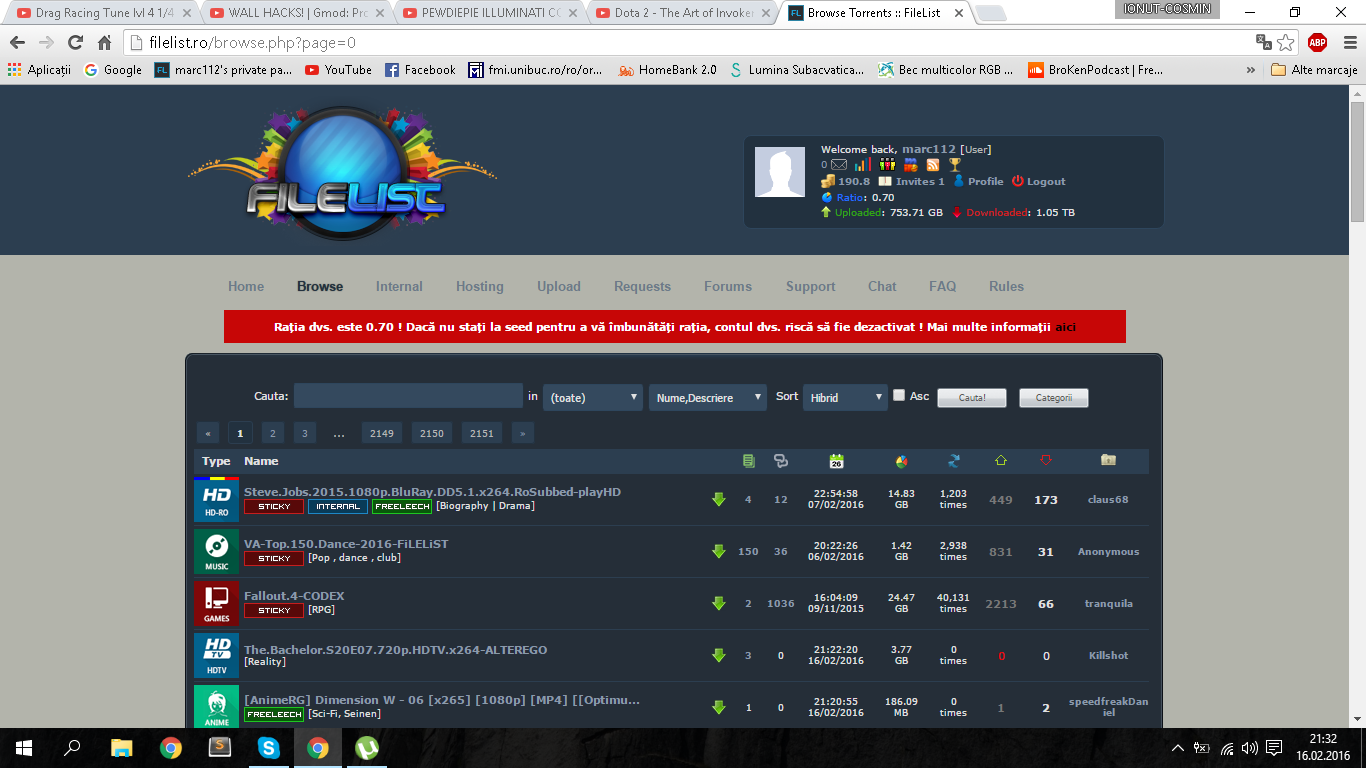 Drag Racing Tune lvl 4 1/4
WALL HACKS! | Gmod: Pro
PEWDIEPIE ILLUMINATI CO
Dota 2 - The Art of Invoker
Browse Torrents :: FileList
IONUT-COSMIN
filelist.ro/browse.php?page=0
ABP
Aplicații
Google
FL marc112's private pa...
YouTube
Facebook
fmi.unibuc.ro/ro/or...
HomeBank 2.0
Lumina Subacvatica...
Bec multicolor RGB ...
BroKenPodcast | Fre...
»
Alte marcaje
FILELIST
Welcome back, marc112 [User]
0
190.8 Invites 1 Profile Logout
Ratio: 0.70
Uploaded: 753.71 GB Downloaded: 1.05 TB
Home Browse Internal Hosting Upload Requests Forums Support Chat FAQ Rules
Rația dvs. este 0.70 ! Dacă nu stați la seed pentru a vă îmbunătăți rația, contul dvs. riscă să fie dezactivat ! Mai multe informații aici
Cauta: in (toate) Nume,Descriere Sort Hibrid Asc Cauta! Categorii
« 1 2 3 ... 2149 2150 2151 »
Type Name 26
HD HD-RO
Steve.Jobs.2015.1080p.BluRay.DD5.1.x264.RoSubbed-playHD
STICKY INTERNAL FREELEECH [Biography | Drama]
4 12 22:54:58 07/02/2016 14.83 GB 1,203 times 449 173 claus68
MUSIC
VA-Top.150.Dance-2016-FiLELiST
STICKY [Pop , dance , club]
150 36 20:22:26 06/02/2016 1.42 GB 2,938 times 831 31 Anonymous
GAMES
Fallout.4-CODEX
STICKY [RPG]
2 1036 16:04:09 09/11/2015 24.47 GB 40,131 times 2213 66 tranquila
HD TV HDTV
The.Bachelor.S20E07.720p.HDTV.x264-ALTEREGO
[Reality]
3 0 21:22:20 16/02/2016 3.77 GB 0 times 0 0 Killshot
ANIME
[AnimeRG] Dimension W - 06 [x265] [1080p] [MP4] [[Optimu...
FREELEECH [Sci-Fi, Seinen]
1 0 21:20:55 16/02/2016 186.09 MB 0 times 1 2 speedfreakDaniel
21:32
16.02.2016